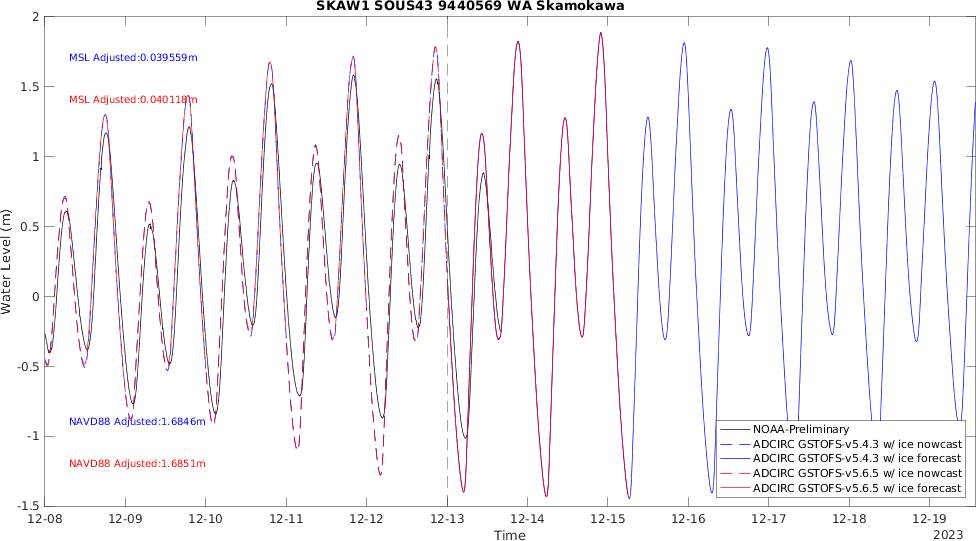 SKAW1 SOUS43 9440569 WA Skamokawa
2
1.5
1
0.5
0
-0.5
-1
-1.5
Water Level (m)
MSL Adjusted:0.039559m
MSL Adjusted:0.040118m
NAVD88 Adjusted:1.6846m
NAVD88 Adjusted:1.6851m
NOAA-Preliminary
ADCIRC GSTOFS-v5.4.3 w/ ice nowcast
ADCIRC GSTOFS-v5.4.3 w/ ice forecast
ADCIRC GSTOFS-v5.6.5 w/ ice nowcast
ADCIRC GSTOFS-v5.6.5 w/ ice forecast
12-08 12-09 12-10 12-11 12-12 12-13 12-14 12-15 12-16 12-17 12-18 12-19
Time
2023